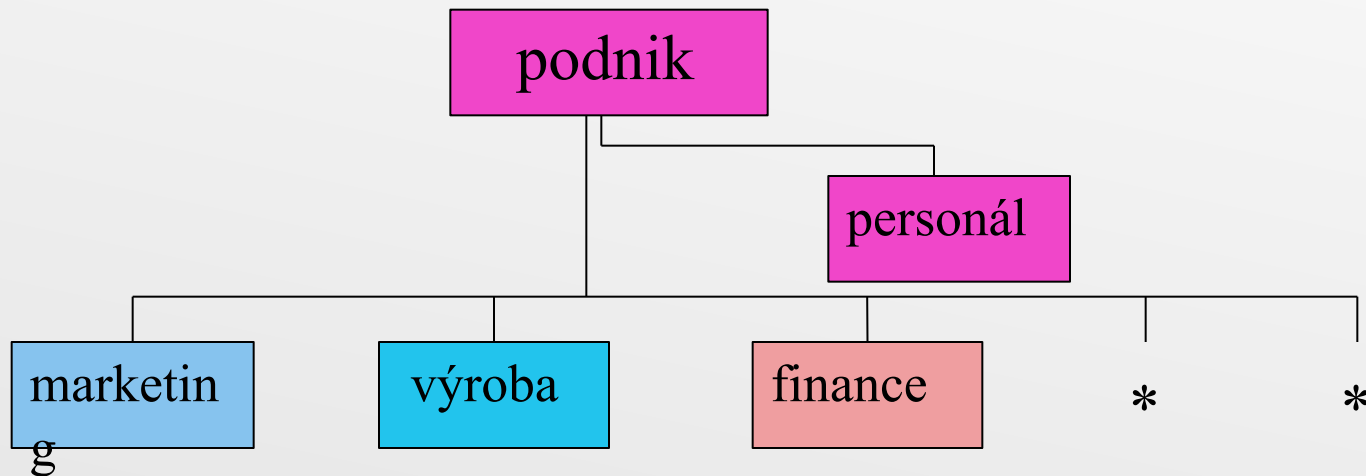 podnik
personál
marketin
g
výroba
finance
*
*